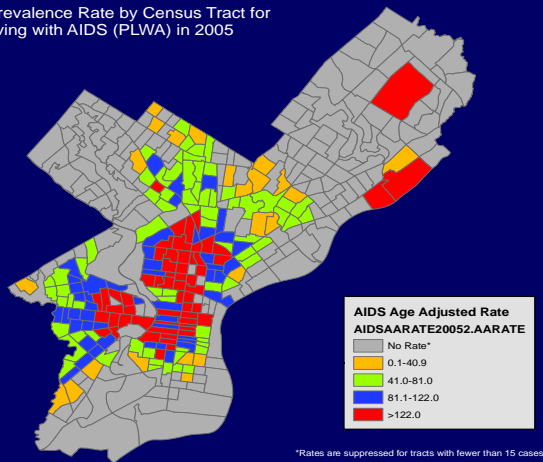 revalence Rate by Census Tract for
ving with AIDS (PLWA) in 2005
AIDS Age Adjusted Rate
AIDSAARATE20052.AARATE
No Rate*
0.1-40.9
41.0-81.0
81.1-122.0
>122.0
*Rates are suppressed for tracts with fewer than 15 cases